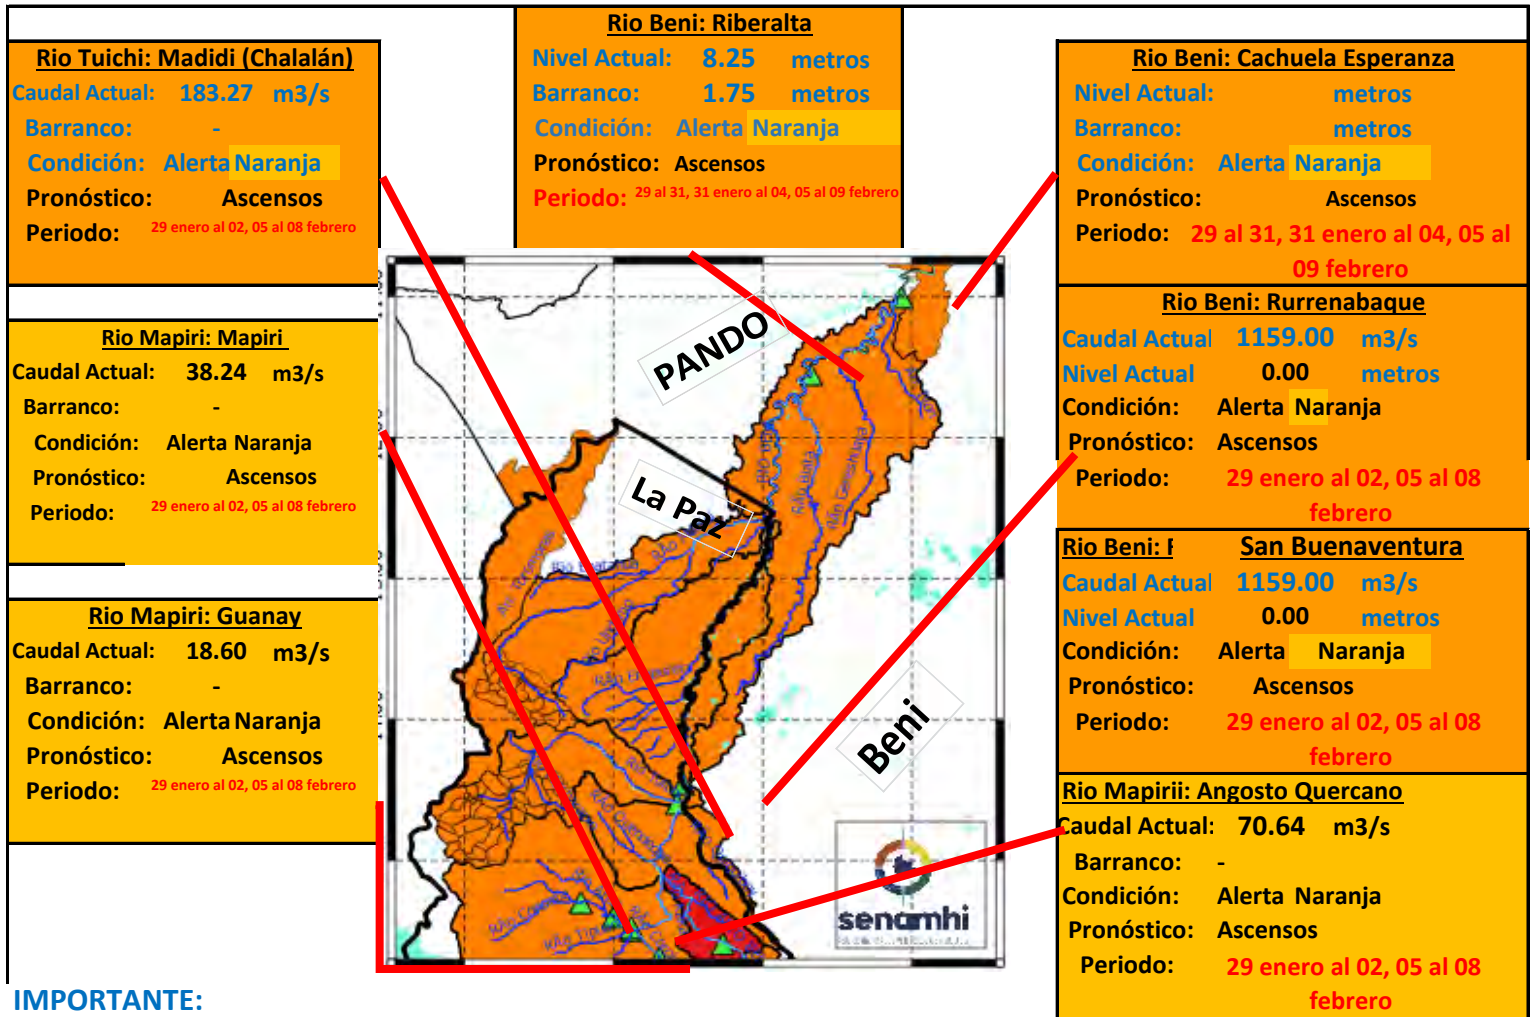 Rio Tuichi: Madidi (Chalalán)
Caudal Actual: 183.27 m3/s
Barranco: -
Condición: Alerta Naranja
Pronóstico: Ascensos
Periodo: 29 enero al 02, 05 al 08 febrero
Rio Mapiri: Mapiri
Caudal Actual: 38.24 m3/s
Barranco: -
Condición: Alerta Naranja
Pronóstico: Ascensos
Periodo: 29 enero al 02, 05 al 08 febrero
Rio Mapiri: Guanay
Caudal Actual: 18.60 m3/s
Barranco: -
Condición: Alerta Naranja
Pronóstico: Ascensos
Periodo: 29 enero al 02, 05 al 08 febrero
Rio Beni: Riberalta
Nivel Actual: 8.25 metros
Barranco: 1.75 metros
Condición: Alerta Naranja
Pronóstico: Ascensos
Periodo: 29 al 31, 31 enero al 04, 05 al 09 febrero
PANDO
La Paz
Beni
senamhi
Rio Beni: Cachuela Esperanza
Nivel Actual: metros
Barranco: metros
Condición: Alerta Naranja
Pronóstico: Ascensos
Periodo: 29 al 31, 31 enero al 04, 05 al
09 febrero
Rio Beni: Rurrenabaque
Caudal Actual 1159.00 m3/s
Nivel Actual 0.00 metros
Condición: Alerta Naranja
Pronóstico: Ascensos
Periodo: 29 enero al 02, 05 al 08
febrero
Rio Beni: San Buenaventura
Caudal Actual 1159.00 m3/s
Nivel Actual 0.00 metros
Condición: Alerta Naranja
Pronóstico: Ascensos
Periodo: 29 enero al 02, 05 al 08
febrero
Rio Mapirii: Angosto Quercano
Caudal Actual: 70.64 m3/s
Barranco: -
Condición: Alerta Naranja
Pronóstico: Ascensos
Periodo: 29 enero al 02, 05 al 08
febrero
IMPORTANTE: